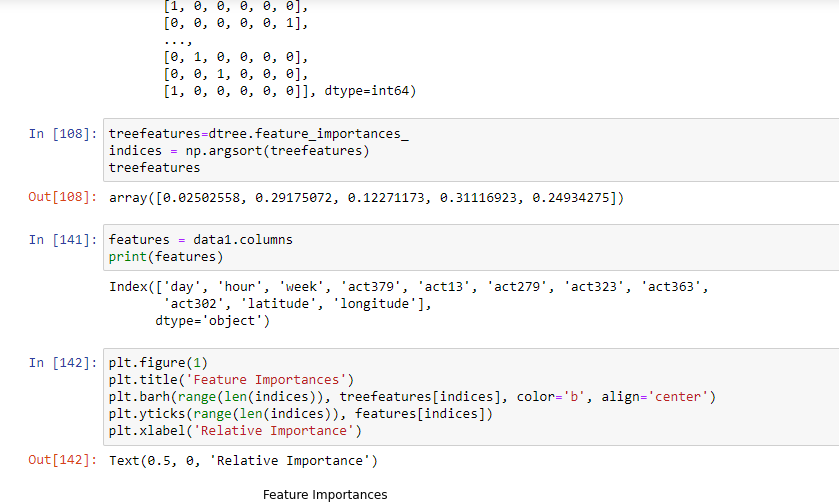 [1, 0, 0, 0, 0, 0],
[0, 0, 0, 0, 0, 1],
...,
[0, 1, 0, 0, 0, 0],
[0, 0, 1, 0, 0, 0],
[1, 0, 0, 0, 0, 0]], dtype=int64)
In [108]: treefeatures=dtree.feature_importances_
indices = np.argsort(treefeatures)
treefeatures
Out[108]: array([0.02502558, 0.29175072, 0.12271173, 0.31116923, 0.24934275])
In [141]: features = data1.columns
print(features)
Index(['day', 'hour', 'week', 'act379', 'act13', 'act279', 'act323', 'act363',
'act302', 'latitude', 'longitude'],
dtype='object')
In [142]: plt.figure(1)
plt.title('Feature Importances')
plt.barh(range(len(indices)), treefeatures[indices], color='b', align='center')
plt.yticks(range(len(indices)), features[indices])
plt.xlabel('Relative Importance')
Out[142]: Text(0.5, 0, 'Relative Importance')
Feature Importances